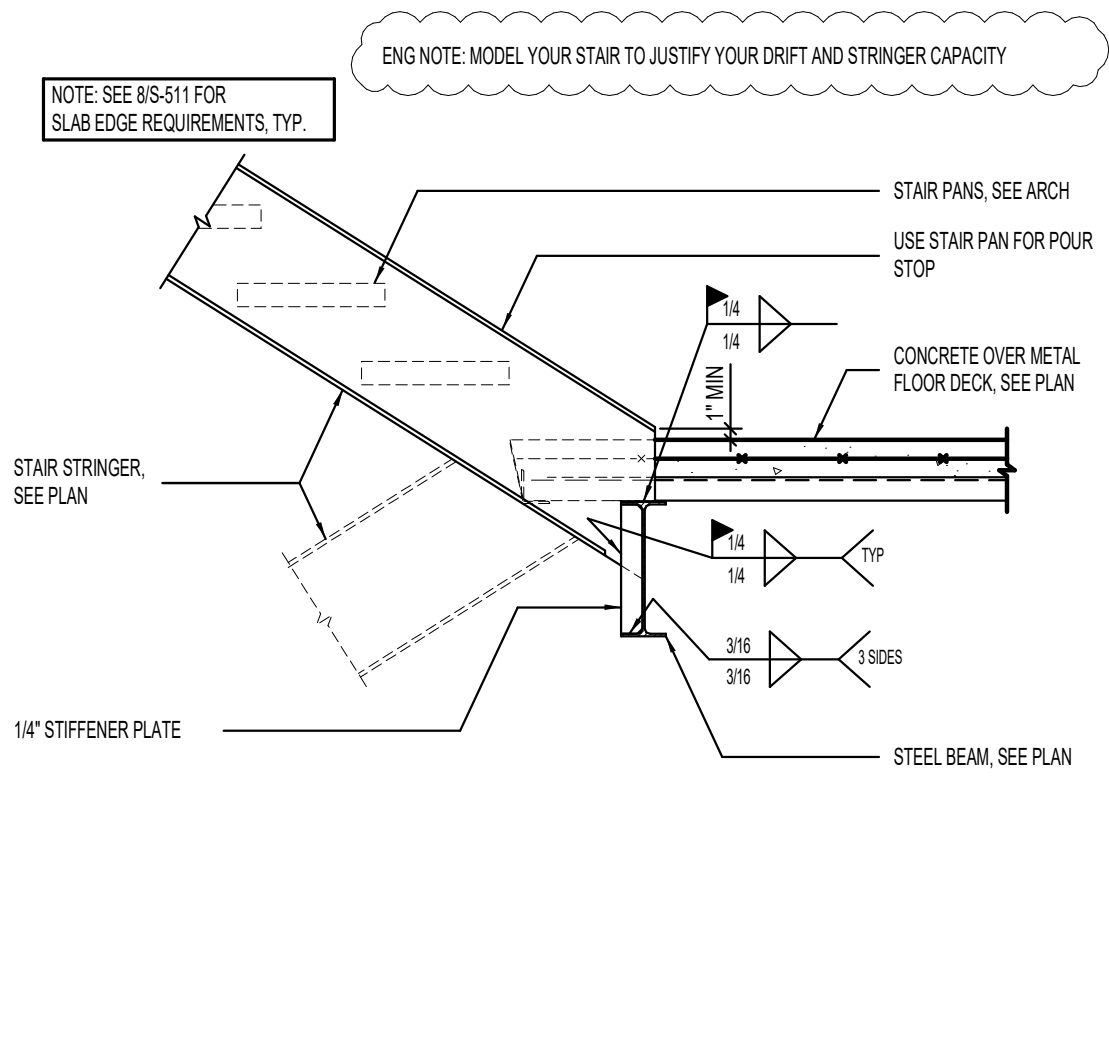 ENG NOTE: MODEL YOUR STAIR TO JUSTIFY YOUR DRIFT AND STRINGER CAPACITY
NOTE: SEE 8/S-511 FOR
SLAB EDGE REQUIREMENTS, TYP.
STAIR PANS, SEE ARCH
USE STAIR PAN FOR POUR
STOP
1/4
1/4
1" MIN
CONCRETE OVER METAL
FLOOR DECK, SEE PLAN
STAIR STRINGER,
SEE PLAN
1/4
1/4
TYP
3/16
3/16
3 SIDES
1/4" STIFFENER PLATE
STEEL BEAM, SEE PLAN